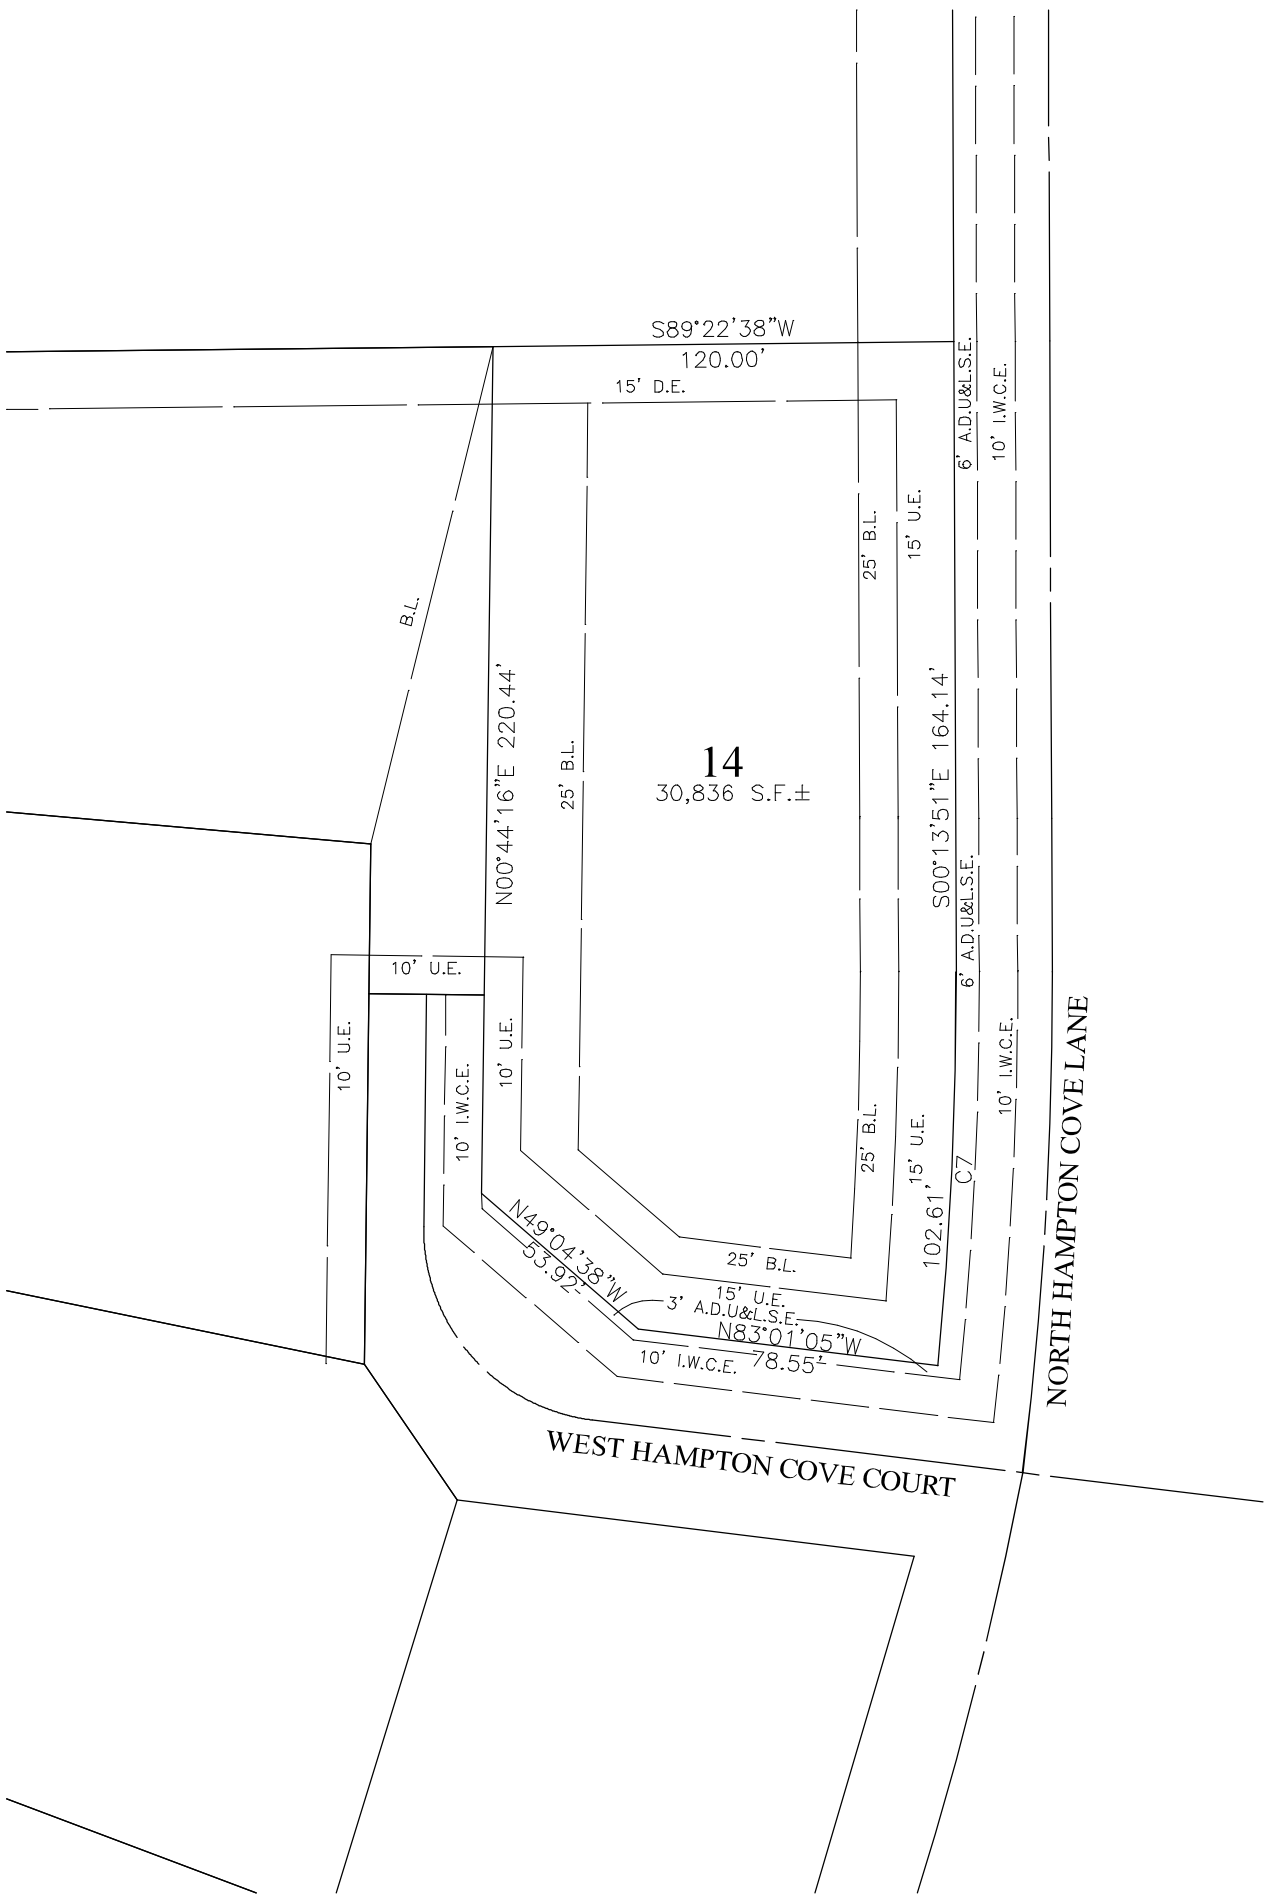 S89°22'38"W
120.00'
15' D.E.
6' A.D.U&L.S.E.
10' I.W.C.E.
25' B.L.
15' U.E.
B.L.
N00°44'16"E 220.44'
25' B.L.
14
30,836 S.F.±
S00°13'51"E 164.14'
6' A.D.U&L.S.E.
10' U.E.
10' U.E.
10' I.W.C.E.
10' U.E.
10' I.W.C.E.
25' B.L.
15' U.E.
C7
102.61'
NORTH HAMPTON COVE LANE
N49°04'38"W
53.92'
25' B.L.
15' U.E.
3' A.D.U&L.S.E.
N83°01'05"W
78.55'
10' I.W.C.E.
WEST HAMPTON COVE COURT